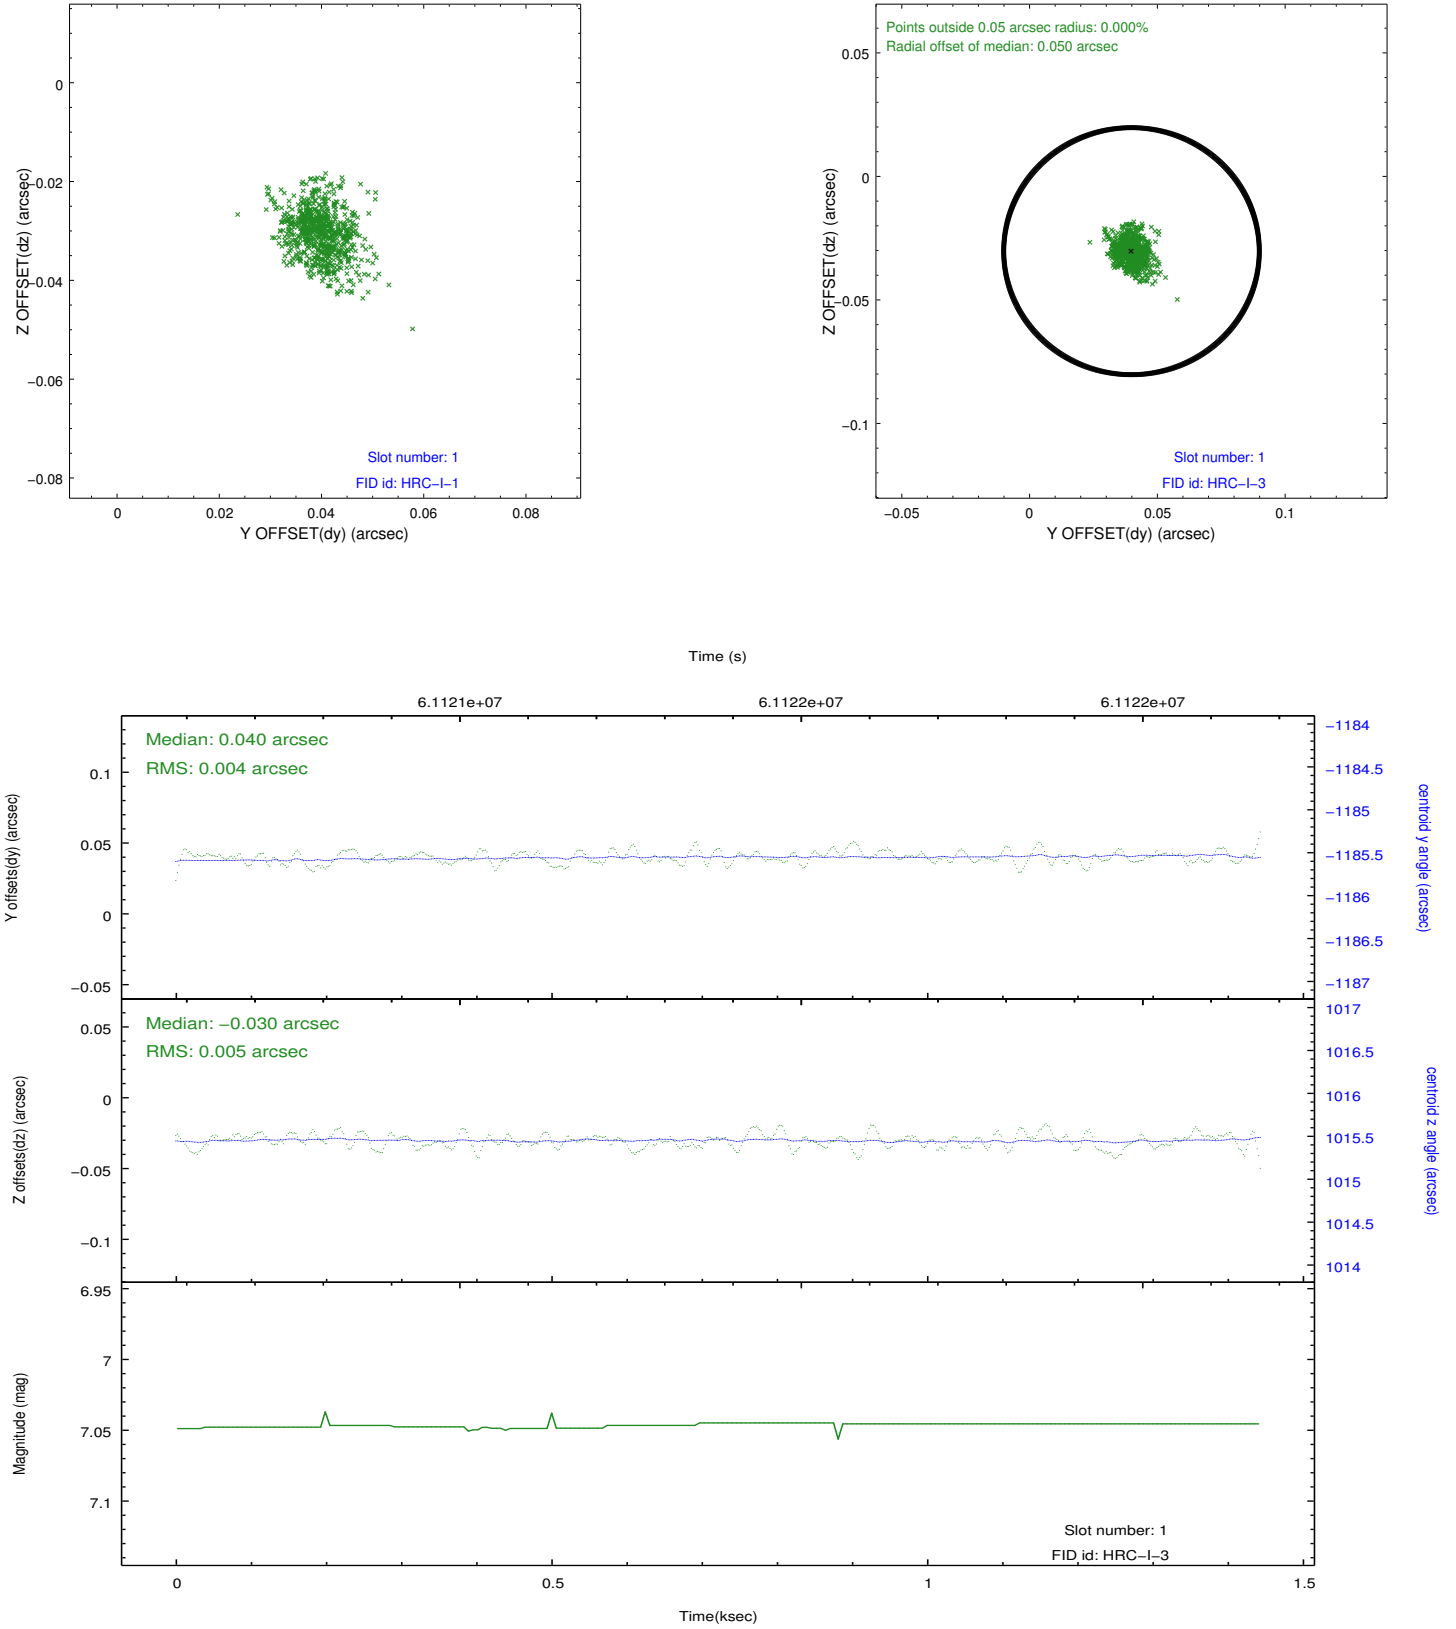 0
−0.02
−0.04
−0.06
−0.08
Z OFFSET(dz) (arcsec)
Slot number: 1
FID id: HRC−I−1
0 0.02 0.04 0.06 0.08
Y OFFSET(dy) (arcsec)
Points outside 0.05 arcsec radius: 0.000%
Radial offset of median: 0.050 arcsec
0.05
0
−0.05
−0.1
Z OFFSET(dz) (arcsec)
Slot number: 1
FID id: HRC−I−3
−0.05 0 0.05 0.1
Y OFFSET(dy) (arcsec)
Time (s)
6.1121e+07 6.1122e+07 6.1122e+07
Median: 0.040 arcsec
RMS: 0.004 arcsec
0.1
0.05
0
−0.05
Y offsets(dy) (arcsec)
−1184
−1184.5
−1185
−1185.5
−1186
−1186.5
−1187
centroid y angle (arcsec)
Median: −0.030 arcsec
RMS: 0.005 arcsec
0.05
0
−0.05
−0.1
Z offsets(dz) (arcsec)
1017
1016.5
1016
1015.5
1015
1014.5
1014
centroid z angle (arcsec)
6.95
7
7.05
7.1
Magnitude (mag)
Slot number: 1
FID id: HRC−I−3
0 0.5 1 1.5
Time(ksec)